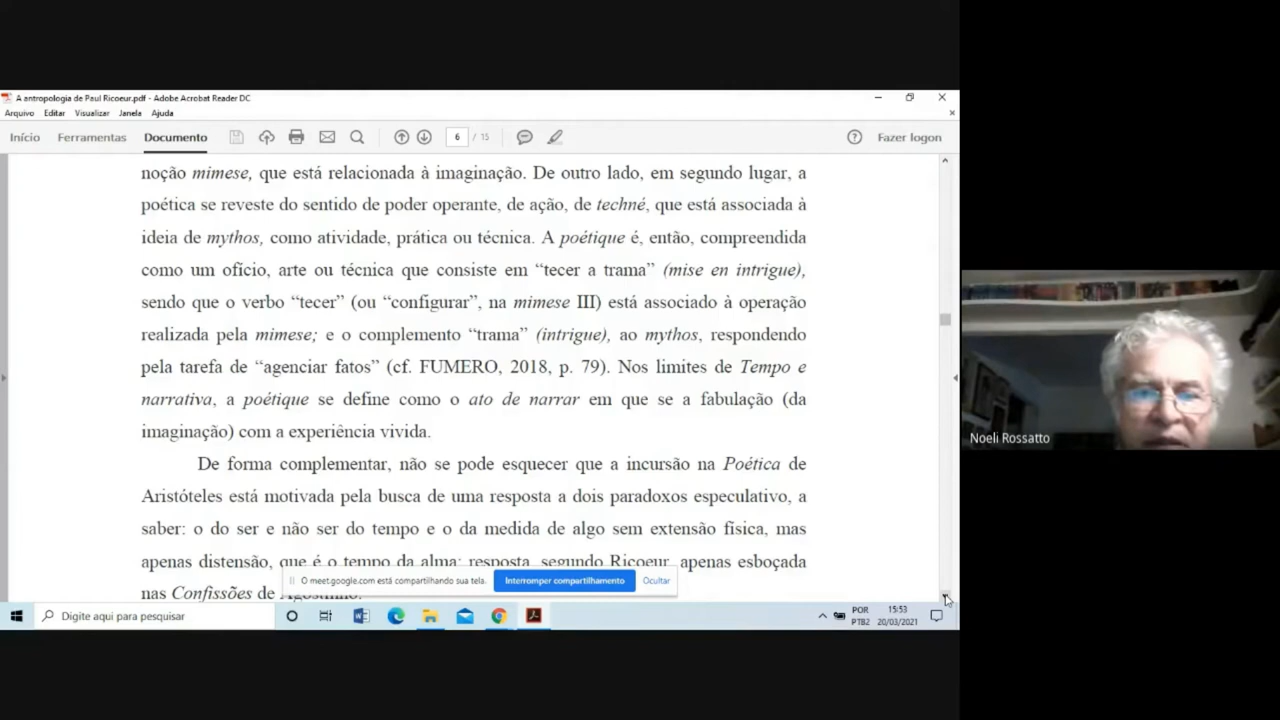 A antropologia de Paul Ricoeur.pdf - Adobe Acrobat Reader DC
Arquivo Editar Visualizar Janela Ajuda
Início Ferramentas Documento 6 / 15 Fazer logon
noção mimese, que está relacionada à imaginação. De outro lado, em segundo lugar, a
poética se reveste do sentido de poder operante, de ação, de techné, que está associada à
ideia de mythos, como atividade, prática ou técnica. A poétique é, então, compreendida
como um ofício, arte ou técnica que consiste em “tecer a trama” (mise en intrigue),
sendo que o verbo “tecer” (ou “configurar”, na mimese III) está associado à operação
realizada pela mimese; e o complemento “trama” (intrigue), ao mythos, respondendo
pela tarefa de “agenciar fatos” (cf. FUMERO, 2018, p. 79). Nos limites de Tempo e
narrativa, a poétique se define como o ato de narrar em que se a fabulação (da
imaginação) com a experiência vivida.
De forma complementar, não se pode esquecer que a incursão na Poética de
Aristóteles está motivada pela busca de uma resposta a dois paradoxos especulativo, a
saber: o do ser e não ser do tempo e o da medida de algo sem extensão física, mas
apenas distensão, que é o tempo da alma; resposta, segundo Ricoeur, apenas esboçada
nas Confissões de Agostinho.
O meet.google.com está compartilhando sua tela. Interromper compartilhamento Ocultar
Digite aqui para pesquisar
POR
PTB2
15:53
20/03/2021
Noeli Rossatto